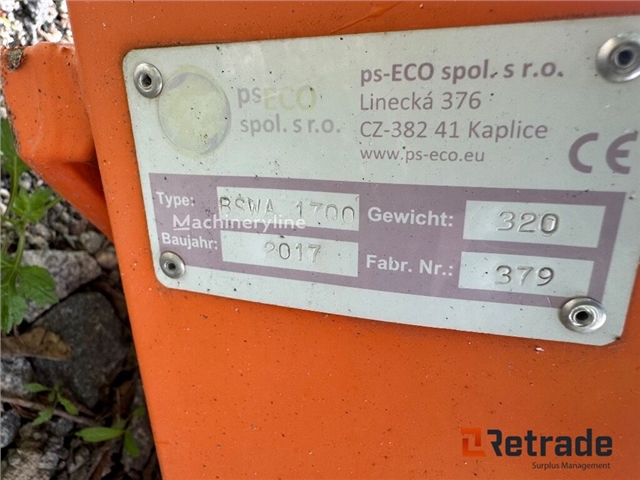 psECO
spol. s r.o.
ps-ECO spol. s r.o.
Linecká 376
CZ-382 41 Kaplice
www.ps-eco.eu
CE
Type: BSWA 1700 Gewicht: 320
Machineryline
Baujahr: 2017 Fabr. Nr.: 379
Retrade
Surplus Management